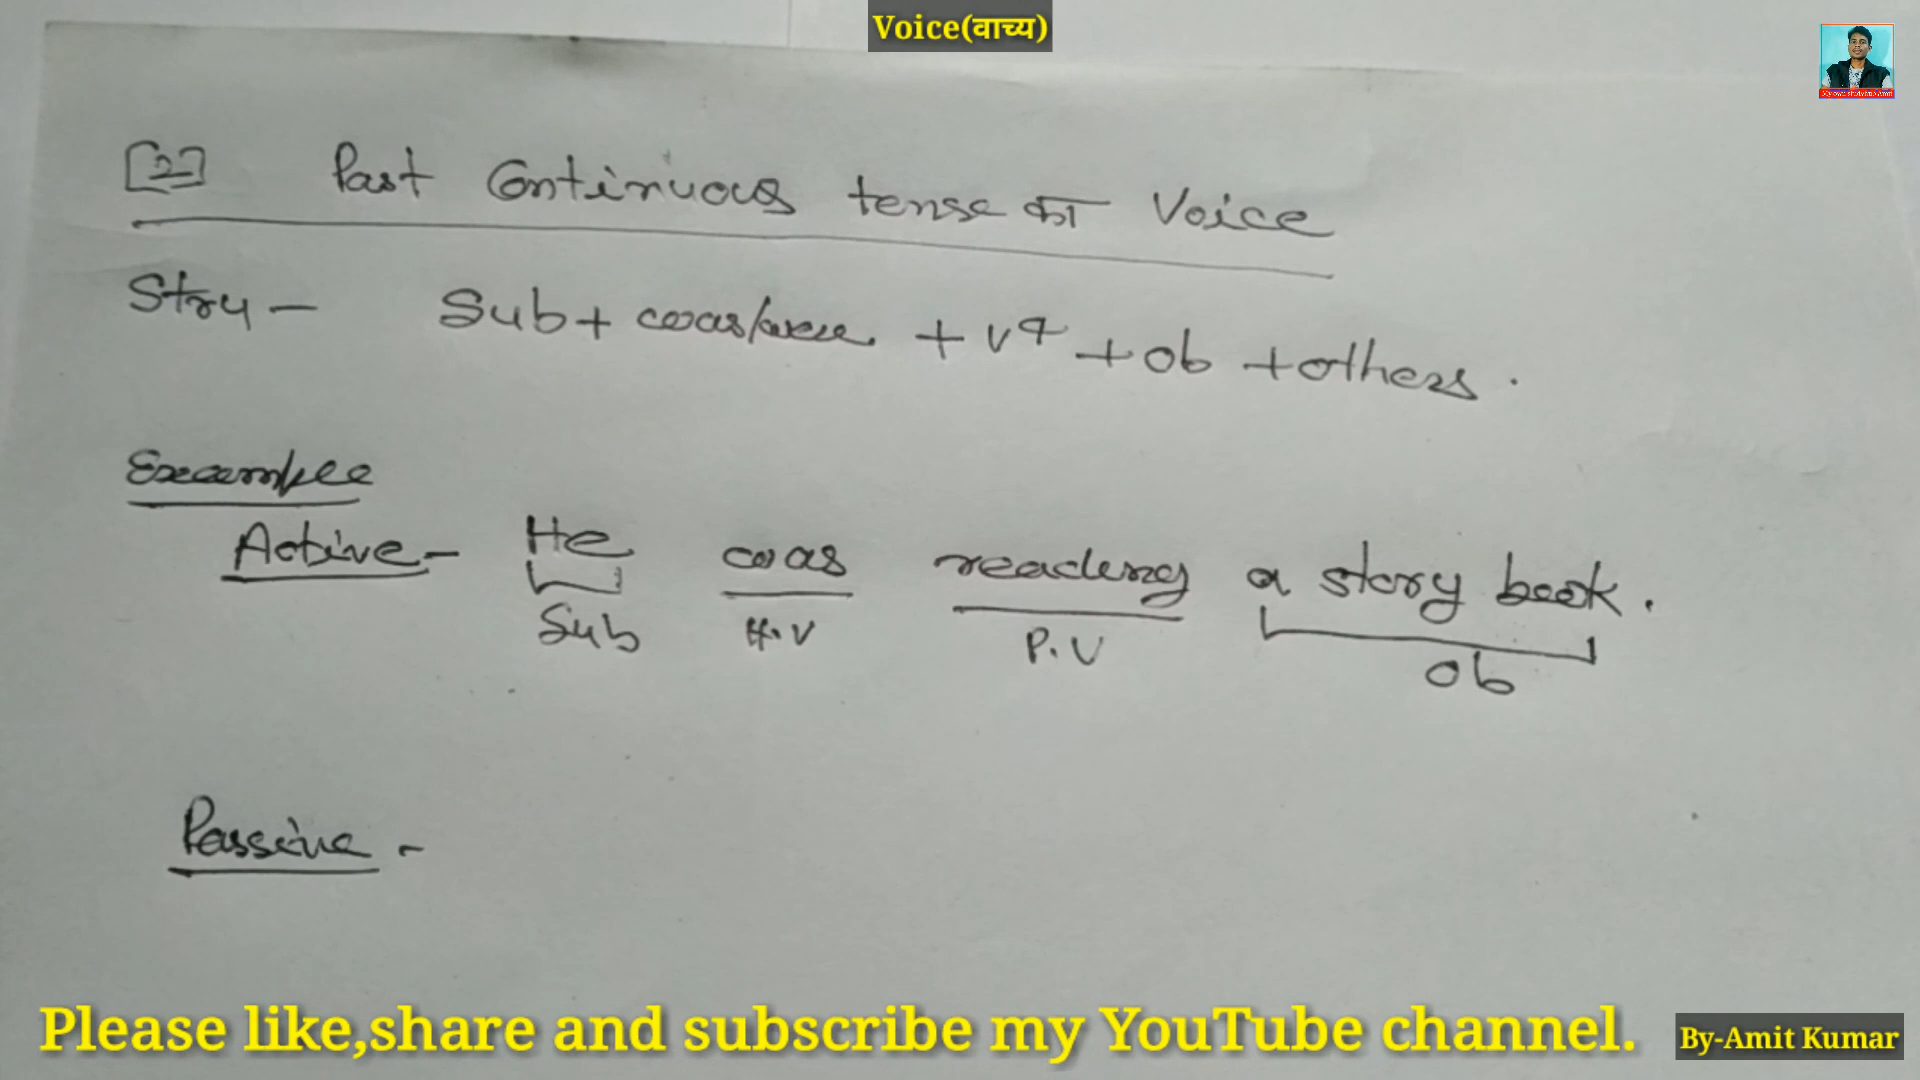 Voice(वाच्य)
[2] Past Continuous tense का Voice
Stru - Sub + was/were + v⁴ + ob + others.
Example
Active - He was reading a story book.
Sub H.V P.V ob
Passive -
Please like,share and subscribe my YouTube channel.
By-Amit Kumar